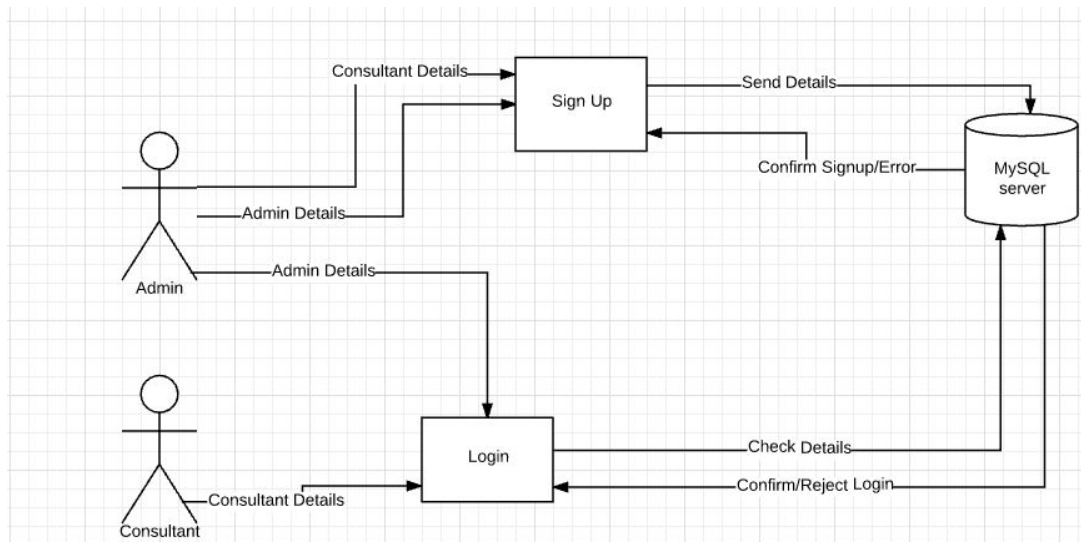 Consultant Details
Send Details
Sign Up
Confirm Signup/Error
MySQL
server
Admin Details
Admin Details
Admin
Check Details
Login
Confirm/Reject Login
Consultant Details
Consultant